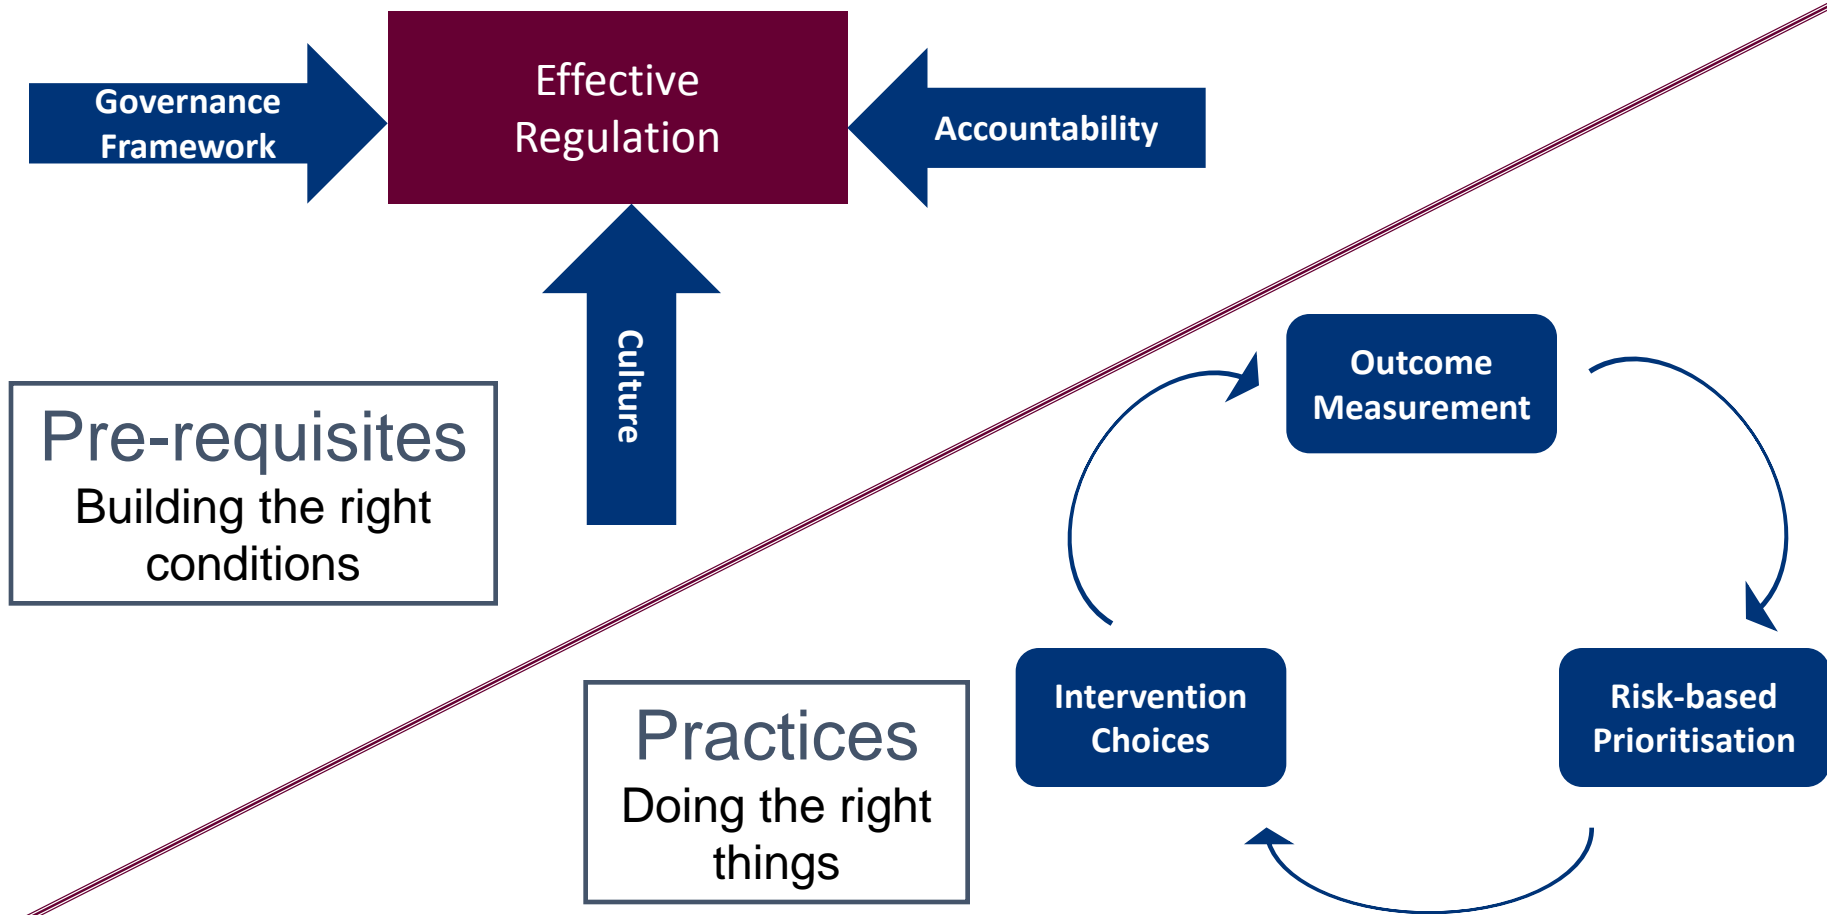 Governance
Framework
Effective
Regulation
Accountability
Culture
Pre-requisites
Building the right
conditions
Outcome
Measurement
Intervention
Choices
Risk-based
Prioritisation
Practices
Doing the right
things